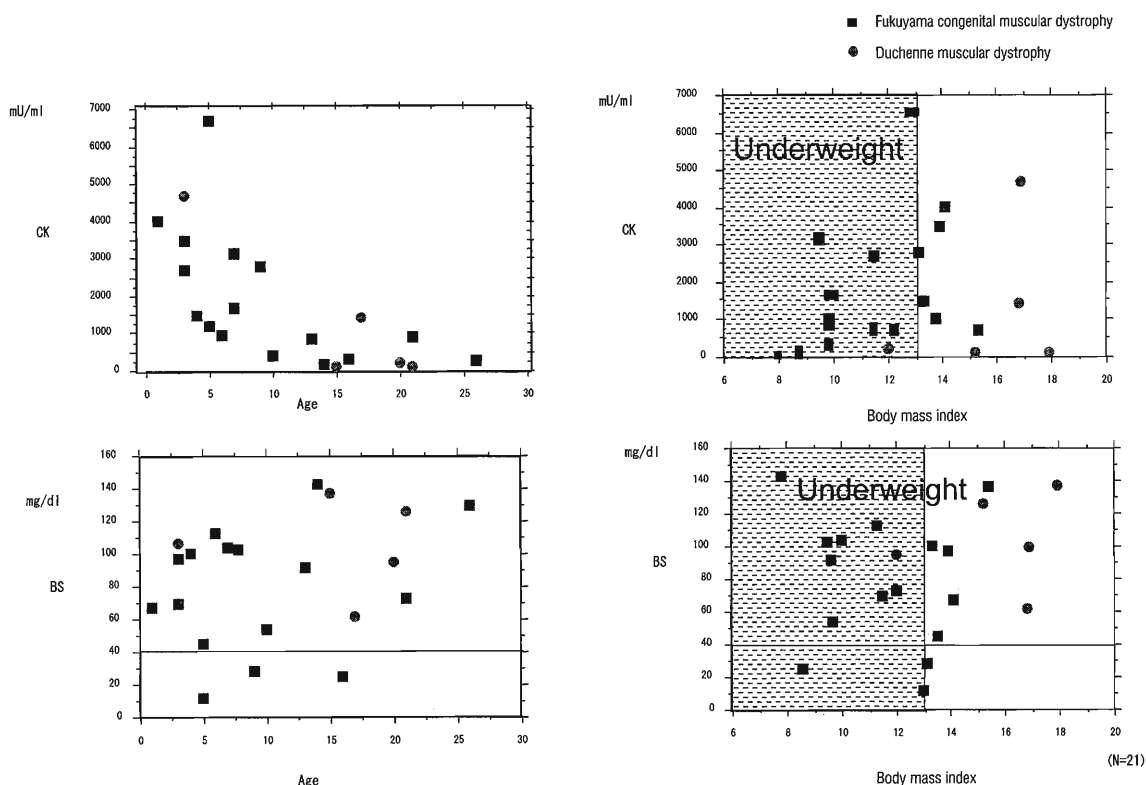 ■ Fukuyama congenital muscular dystrophy
● Duchenne muscular dystrophy
mU/ml
7000
6000
5000
4000
CK
3000
2000
1000
0
0 5 10 15 20 25 30
Age
mU/ml
7000
6000
Underweight
5000
4000
CK
3000
2000
1000
0
6 8 10 12 14 16 18 20
Body mass index
mg/dl
160
140
120
100
BS
80
60
40
20
0
0 5 10 15 20 25 30
Age
mg/dl
160
140
Underweight
120
100
BS
80
60
40
20
0
6 8 10 12 14 16 18 20
(N=21)
Body mass index